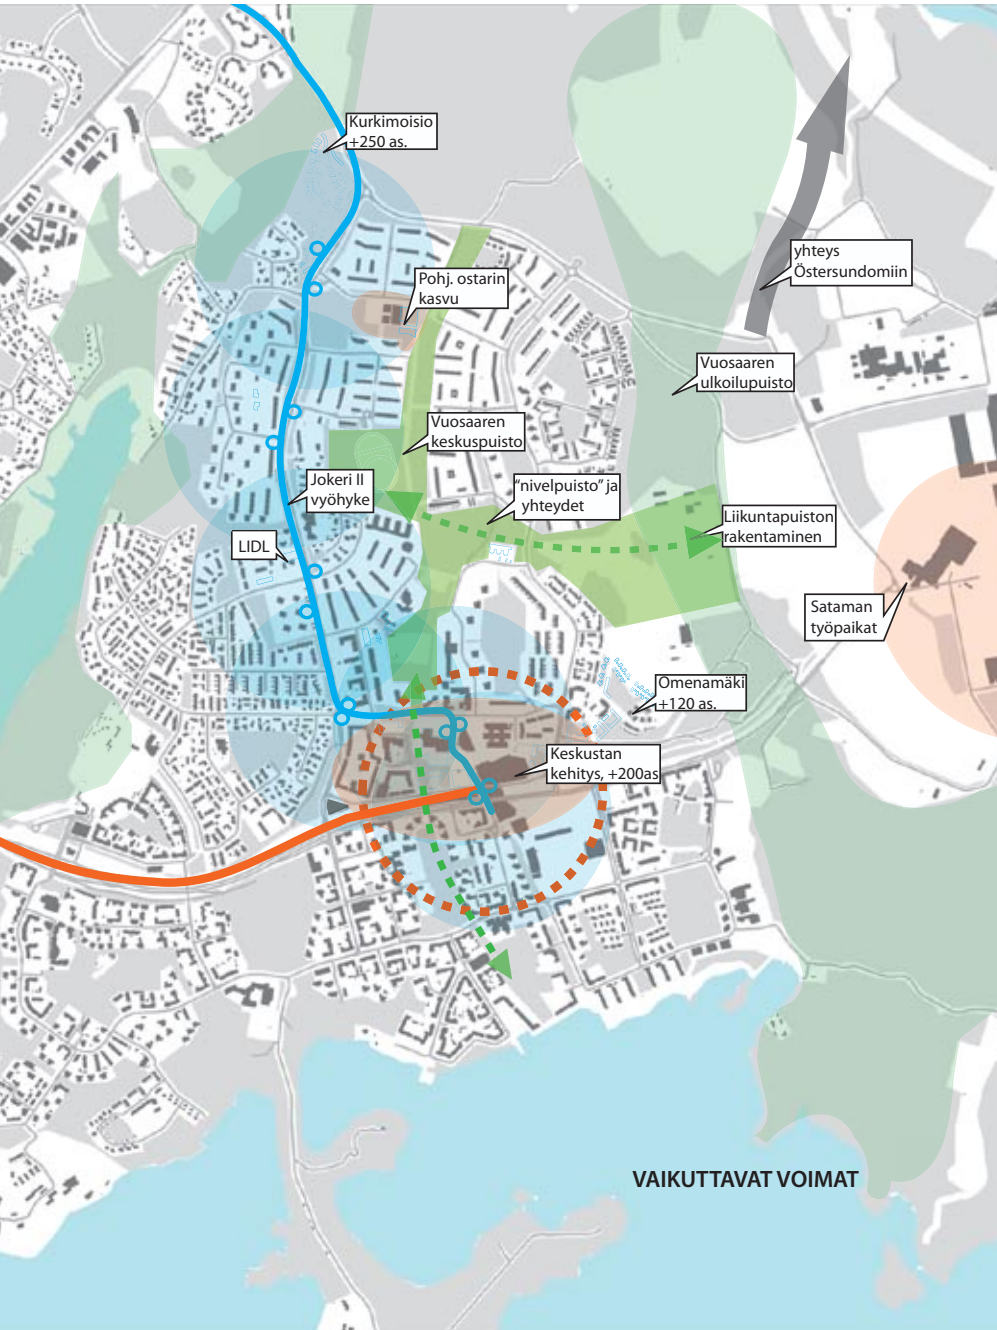 Kurkimoisio
+250 as.
yhteys
Östersundomiin
Pohj. ostarin
kasvu
Vuosaaren
ulkoilupuisto
Vuosaaren
keskuspuisto
Jokeri II
vyöhyke
"nivelpuisto" ja
yhteydet
Liikuntapuiston
rakentaminen
LIDL
Sataman
työpaikat
Omenamäki
+120 as.
Keskustan
kehitys, +200as
VAIKUTTAVAT VOIMAT